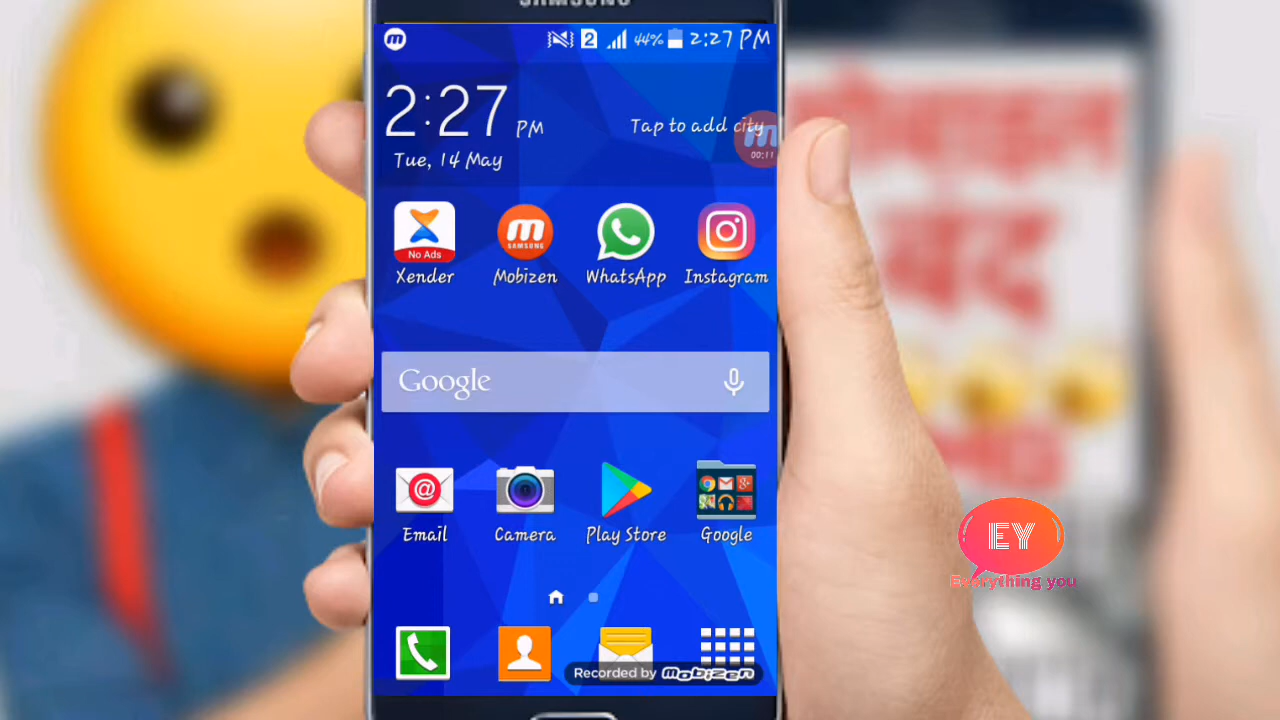 SAMSUNG
2 44% 2:27 PM
2:27 PM
Tap to add city
00:11
Tue, 14 May
No Ads
SAMSUNG
Xender Mobizen WhatsApp Instagram
Google
Email Camera Play Store Google
Recorded by Mobizen
EY
Everything you